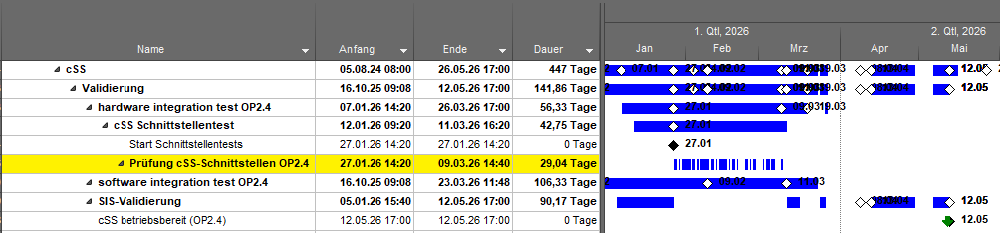 1. Qtl, 2026 2. Qtl, 2026
Name Anfang Ende Dauer Jan Feb Mrz Apr Mai
cSS 05.08.24 08:00 26.05.26 17:00 447 Tage 27.01 19.03 12.05
Validierung 16.10.25 09:08 12.05.26 17:00 141,86 Tage 12.05
hardware integration test OP2.4 07.01.26 14:20 26.03.26 17:00 56,33 Tage 27.01 09.03 19.03
cSS Schnittstellentest 12.01.26 09:20 11.03.26 16:20 42,75 Tage 27.01
Start Schnittstellentests 27.01.26 14:20 27.01.26 14:20 0 Tage 27.01
Prüfung cSS-Schnittstellen OP2.4 27.01.26 14:20 09.03.26 14:40 29,04 Tage
software integration test OP2.4 16.10.25 09:08 23.03.26 11:48 106,33 Tage 09.02 11.03
SIS-Validierung 05.01.26 15:40 12.05.26 17:00 90,17 Tage 12.05
cSS betriebsbereit (OP2.4) 12.05.26 17:00 12.05.26 17:00 0 Tage 12.05